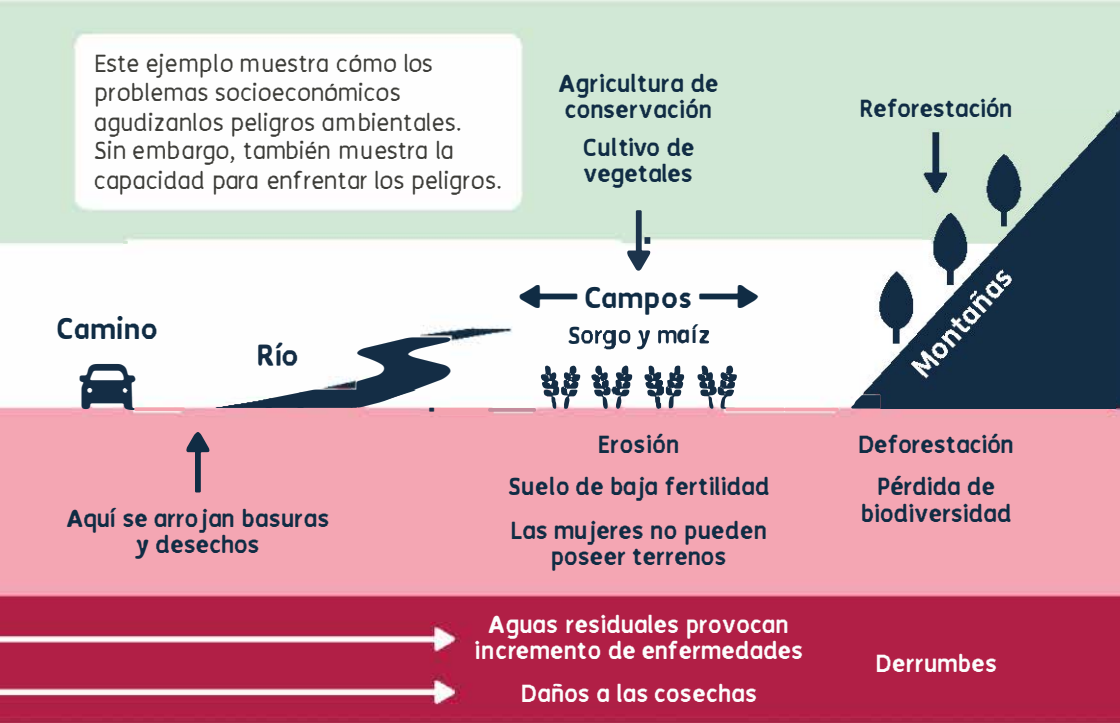 Este ejemplo muestra cómo los
problemas socioeconómicos
agudizanlos peligros ambientales.
Sin embargo, también muestra la
capacidad para enfrentar los peligros.
Agricultura de
conservación
Cultivo de
vegetales
Reforestación
Camino
Río
Campos
Sorgo y maíz
Montañas
Aquí se arrojan basuras
y desechos
Erosión
Suelo de baja fertilidad
Las mujeres no pueden
poseer terrenos
Deforestación
Pérdida de
biodiversidad
Aguas residuales provocan
incremento de enfermedades
Daños a las cosechas
Derrumbes